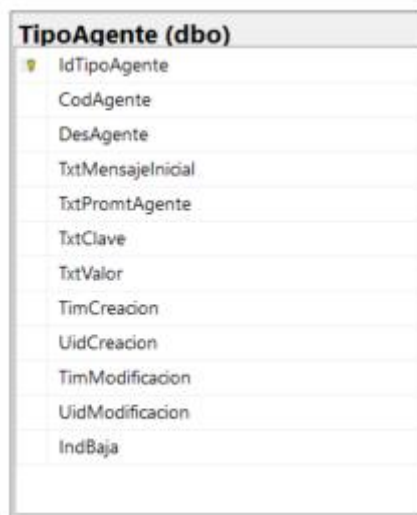 TipoAgente (dbo)
IdTipoAgente
CodAgente
DesAgente
TxtMensajeInicial
TxtPromtAgente
TxtClave
TxtValor
TimCreacion
UidCreacion
TimModificacion
UidModificacion
IndBaja